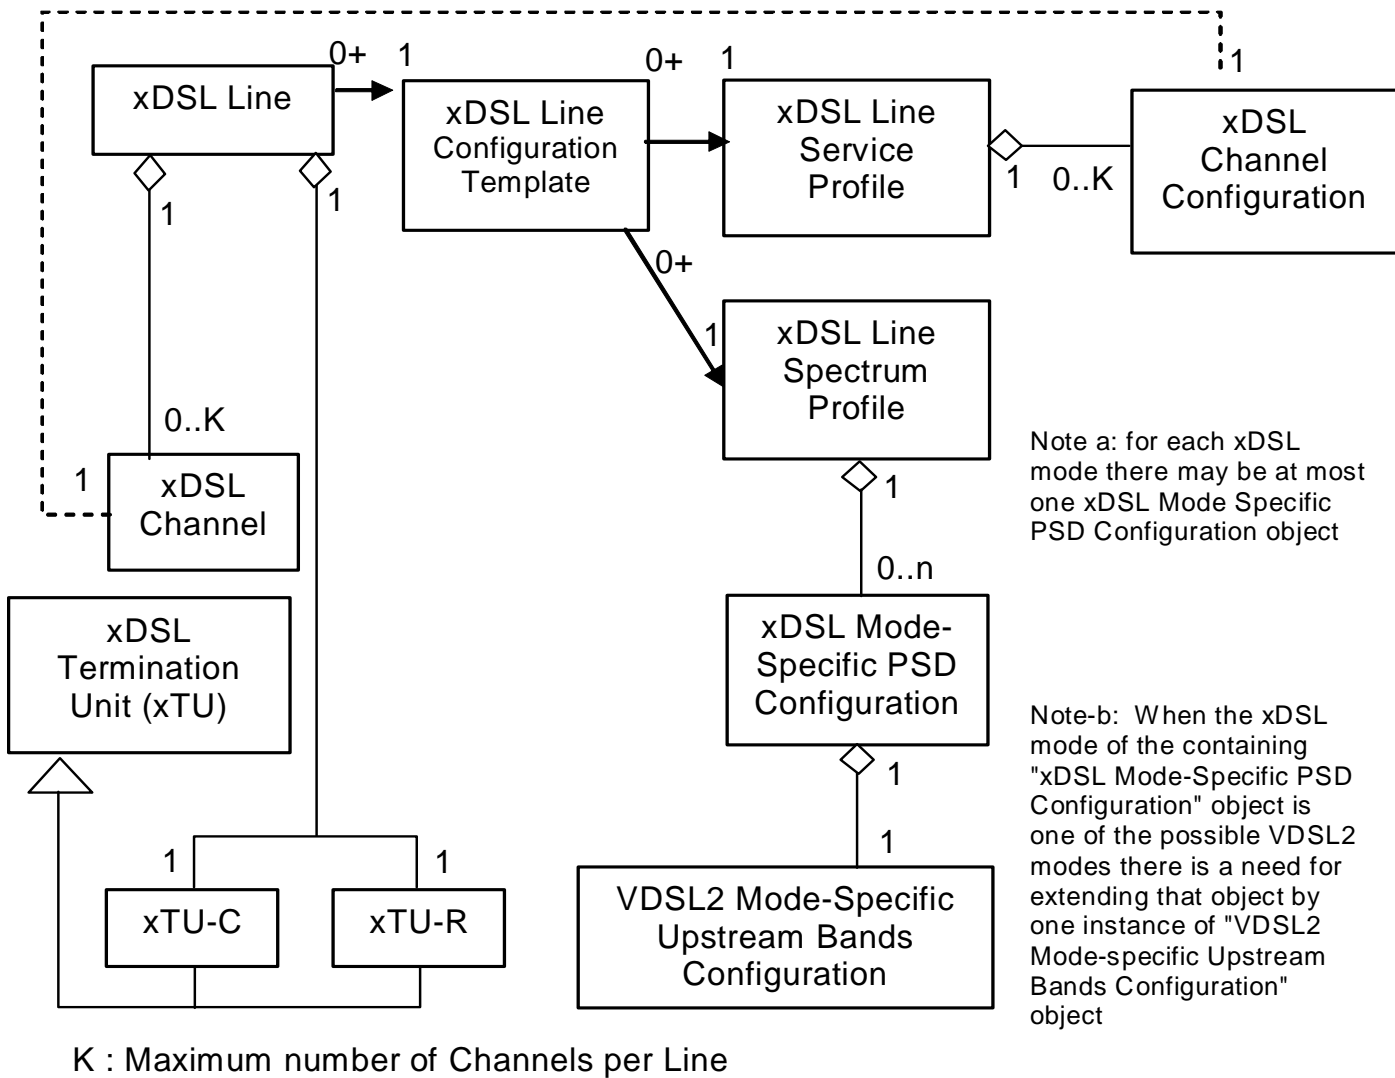 0+
1
0+
1
1
xDSL Line
xDSL Line
Configuration
Template
xDSL Line
Service
Profile
xDSL
Channel
Configuration
1
1
1
0..K
0+
1
xDSL Line
Spectrum
Profile
0..K
1
xDSL
Channel
1
0..n
Note a: for each xDSL
mode there may be at most
one xDSL Mode Specific
PSD Configuration object
xDSL
Termination
Unit (xTU)
xDSL Mode-
Specific PSD
Configuration
1
1
Note-b: When the xDSL
mode of the containing
"xDSL Mode-Specific PSD
Configuration" object is
one of the possible VDSL2
modes there is a need for
extending that object by
one instance of "VDSL2
Mode-specific Upstream
Bands Configuration"
object
1
1
xTU-C
xTU-R
VDSL2 Mode-Specific
Upstream Bands
Configuration
K : Maximum number of Channels per Line